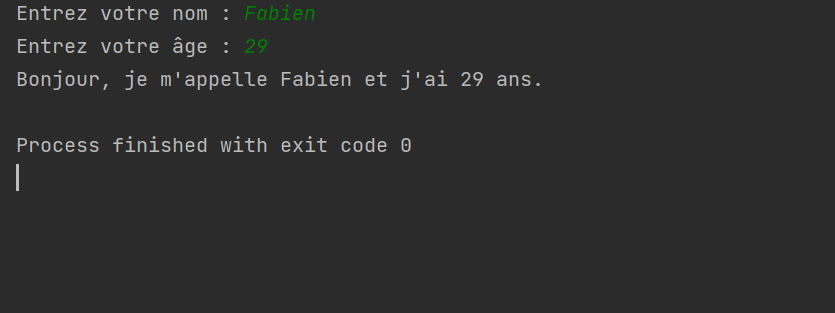 Entrez votre nom : Fabien
Entrez votre âge : 29
Bonjour, je m'appelle Fabien et j'ai 29 ans.
Process finished with exit code 0